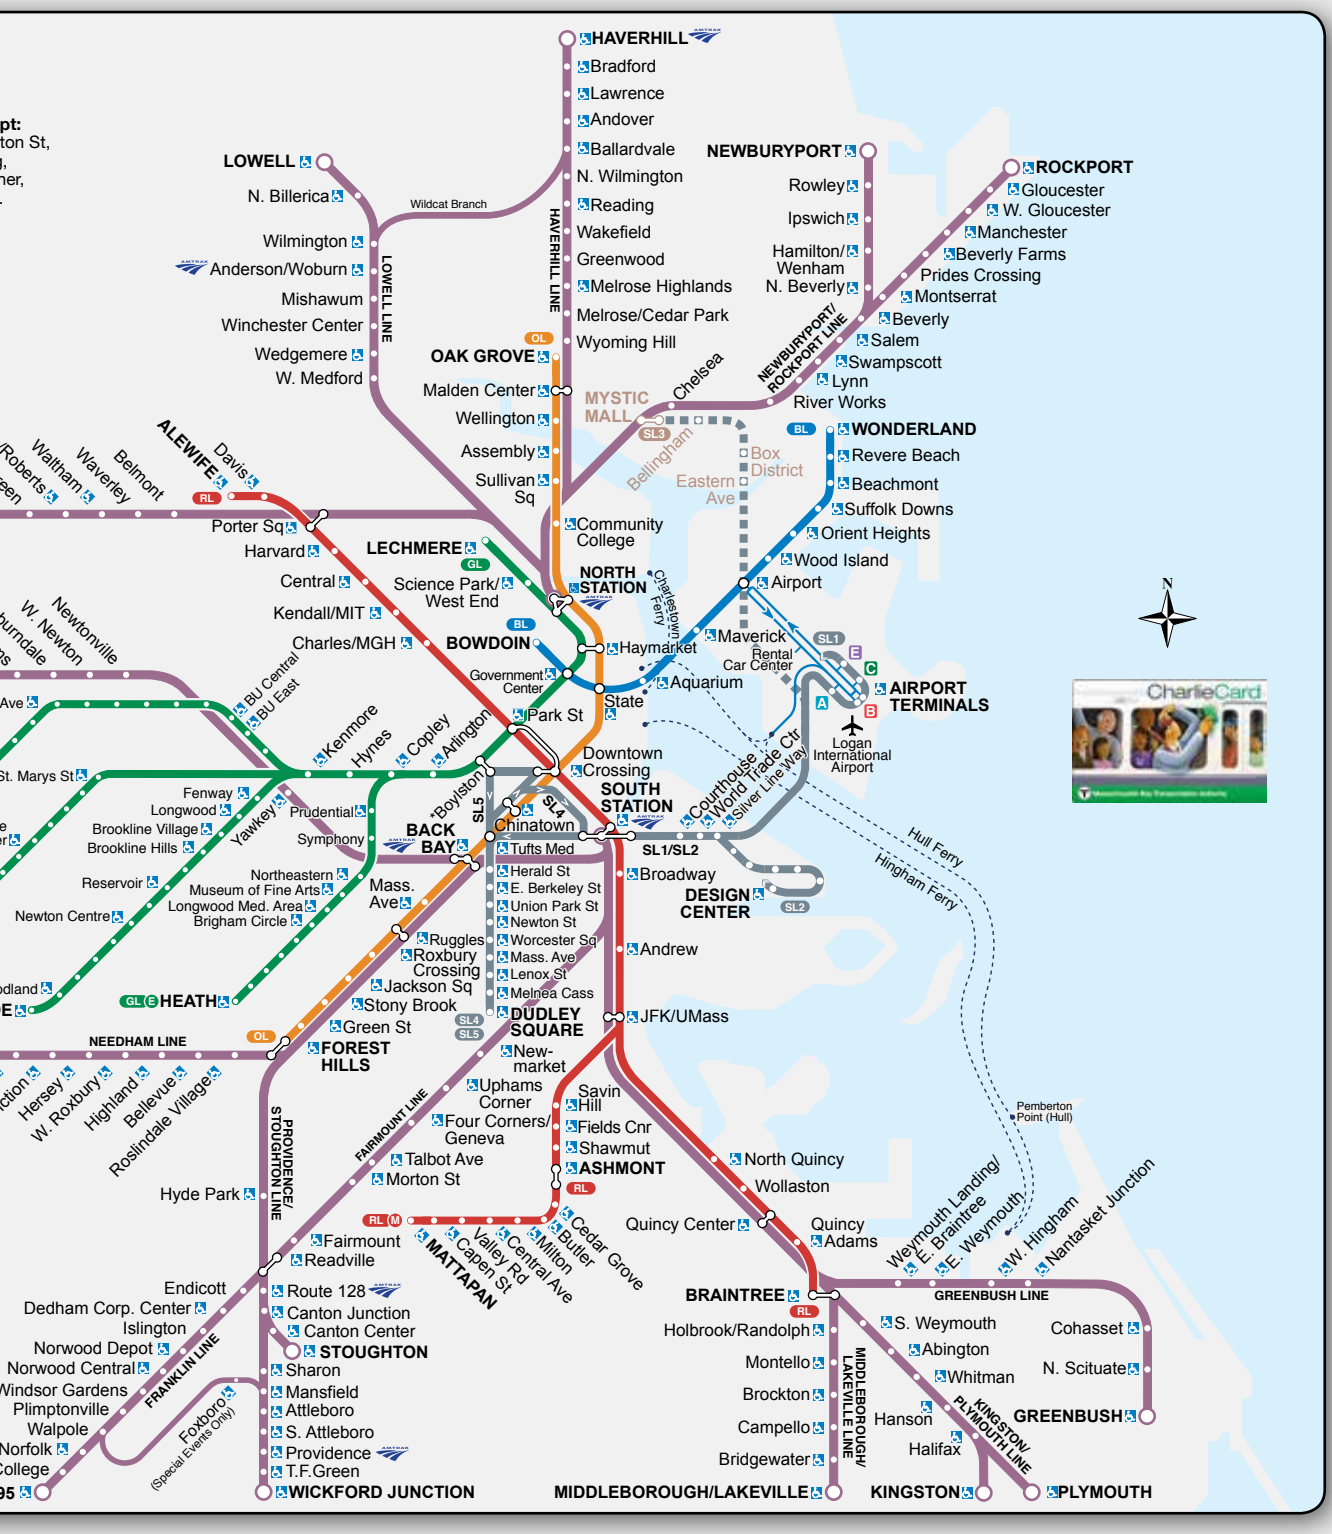 pt:
ton St,
g,
ner,
.
HAVERHILL
AMTRAK
Bradford
Lawrence
Andover
Ballardvale
N. Wilmington
Reading
Wakefield
Greenwood
Melrose Highlands
Melrose/Cedar Park
Wyoming Hill
HAVERHILL LINE
LOWELL
N. Billerica
Wildcat Branch
Wilmington
AMTRAK
Anderson/Woburn
Mishawum
Winchester Center
Wedgemere
W. Medford
LOWELL LINE
NEWBURYPORT
Rowley
Ipswich
Hamilton/
Wenham
N. Beverly
ROCKPORT
Gloucester
W. Gloucester
Manchester
Beverly Farms
Prides Crossing
Montserrat
Beverly
Salem
Swampscott
Lynn
River Works
NEWBURYPORT/
ROCKPORT LINE
Chelsea
OL
OAK GROVE
Malden Center
Wellington
Assembly
Sullivan
Sq
Community
College
MYSTIC
MALL
SL3
Bellingham
Box
District
Eastern
Ave
BL
WONDERLAND
Revere Beach
Beachmont
Suffolk Downs
Orient Heights
Wood Island
Airport
Maverick
Aquarium
/Roberts
Waltham
Waverley
Belmont
ALEWIFE
Davis
RL
Porter Sq
Harvard
Central
Kendall/MIT
Charles/MGH
LECHMERE
GL
Science Park/
West End
NORTH
STATION
AMTRAK
BL
BOWDOIN
Haymarket
Government
Center
State
Park St
Charlestown
Ferry
Rental
Car Center
SL1
E
C
A
B
AIRPORT
TERMINALS
Logan
International
Airport
N
CharlieCard
T
burndale
W. Newton
Newtonville
Ave
BU Central
BU East
Kenmore
Hynes
Copley
Arlington
*Boylston
Downtown
Crossing
St. Marys St
Fenway
Longwood
Brookline Village
Brookline Hills
Reservoir
Newton Centre
Yawkey
Prudential
Symphony
Northeastern
Museum of Fine Arts
Longwood Med. Area
Brigham Circle
GL E HEATH
BACK
BAY
AMTRAK
Chinatown
SL5
SL4
SOUTH
STATION
AMTRAK
SL1/SL2
Courthouse
World Trade Ctr
Silver Line Way
DESIGN
CENTER
SL2
Tufts Med
Herald St
E. Berkeley St
Union Park St
Newton St
Worcester Sq
Mass. Ave
Lenox St
Melnea Cass
DUDLEY
SQUARE
SL4
SL5
Mass.
Ave
Ruggles
Roxbury
Crossing
Jackson Sq
Stony Brook
Green St
OL
FOREST
HILLS
Broadway
Andrew
JFK/UMass
Hull Ferry
Hingham Ferry
Pemberton
Point (Hull)
NEEDHAM LINE
Hersey
W. Roxbury
Highland
Bellevue
Roslindale Village
New-
market
Uphams
Corner
Four Corners/
Geneva
Talbot Ave
Morton St
Fairmount
Readville
FAIRMOUNT LINE
Savin
Hill
Fields Cnr
Shawmut
ASHMONT
RL
RL M
MATTAPAN
Capen St
Valley Rd
Central Ave
Milton
Butler
Cedar Grove
PROVIDENCE/
STOUGHTON LINE
Hyde Park
Route 128
AMTRAK
Canton Junction
Canton Center
STOUGHTON
Sharon
Mansfield
Attleboro
S. Attleboro
Providence
AMTRAK
T.F.Green
WICKFORD JUNCTION
Endicott
Dedham Corp. Center
Islington
Norwood Depot
Norwood Central
Windsor Gardens
Plimptonville
Walpole
Norfolk
College
95
FRANKLIN LINE
Foxboro
(Special Events Only)
North Quincy
Wollaston
Quincy Center
Quincy
Adams
BRAINTREE
RL
Weymouth Landing/
E. Braintree
E. Weymouth
W. Hingham
Nantasket Junction
GREENBUSH LINE
Cohasset
N. Scituate
GREENBUSH
Holbrook/Randolph
Montello
Brockton
Campello
Bridgewater
MIDDLEBOROUGH/LAKEVILLE
MIDDLEBOROUGH/
LAKEVILLE LINE
S. Weymouth
Abington
Whitman
Hanson
Halifax
KINGSTON/
PLYMOUTH LINE
KINGSTON
PLYMOUTH